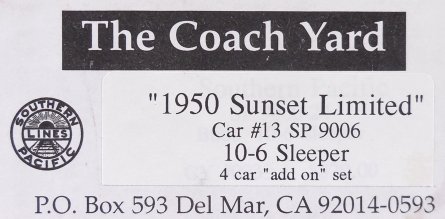 The Coach Yard
SOUTHERN
LINES
PACIFIC
"1950 Sunset Limited"
Car #13 SP 9006
10-6 Sleeper
4 car "add on" set
P.O. Box 593 Del Mar, CA 92014-0593